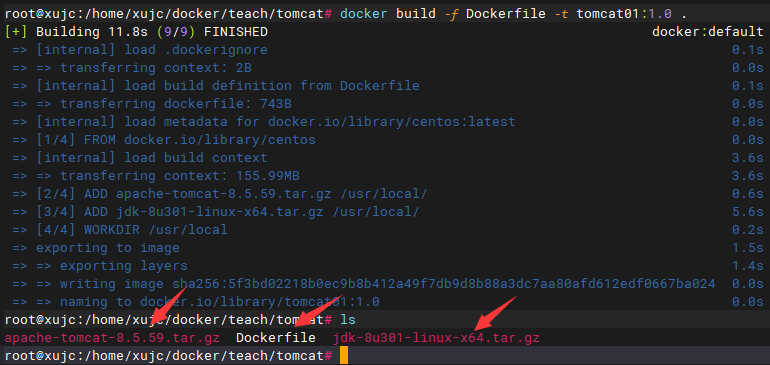 root@xujc:/home/xujc/docker/teach/tomcat# docker build -f Dockerfile -t tomcat01:1.0 .
[+] Building 11.8s (9/9) FINISHED docker:default
=> [internal] load .dockerignore 0.1s
=> => transferring context: 2B 0.0s
=> [internal] load build definition from Dockerfile 0.1s
=> => transferring dockerfile: 743B 0.0s
=> [internal] load metadata for docker.io/library/centos:latest 0.0s
=> [1/4] FROM docker.io/library/centos 0.0s
=> [internal] load build context 3.6s
=> => transferring context: 155.99MB 3.6s
=> [2/4] ADD apache-tomcat-8.5.59.tar.gz /usr/local/ 0.6s
=> [3/4] ADD jdk-8u301-linux-x64.tar.gz /usr/local/ 5.6s
=> [4/4] WORKDIR /usr/local 0.2s
=> exporting to image 1.5s
=> => exporting layers 1.4s
=> => writing image sha256:5f3bd02218b0ec9b8b412a49f7db9d8b88a3dc7aa80afd612edf0667ba024 0.0s
=> => naming to docker.io/library/tomcat01:1.0 0.0s
root@xujc:/home/xujc/docker/teach/tomcat# ls
apache-tomcat-8.5.59.tar.gz Dockerfile jdk-8u301-linux-x64.tar.gz
root@xujc:/home/xujc/docker/teach/tomcat#